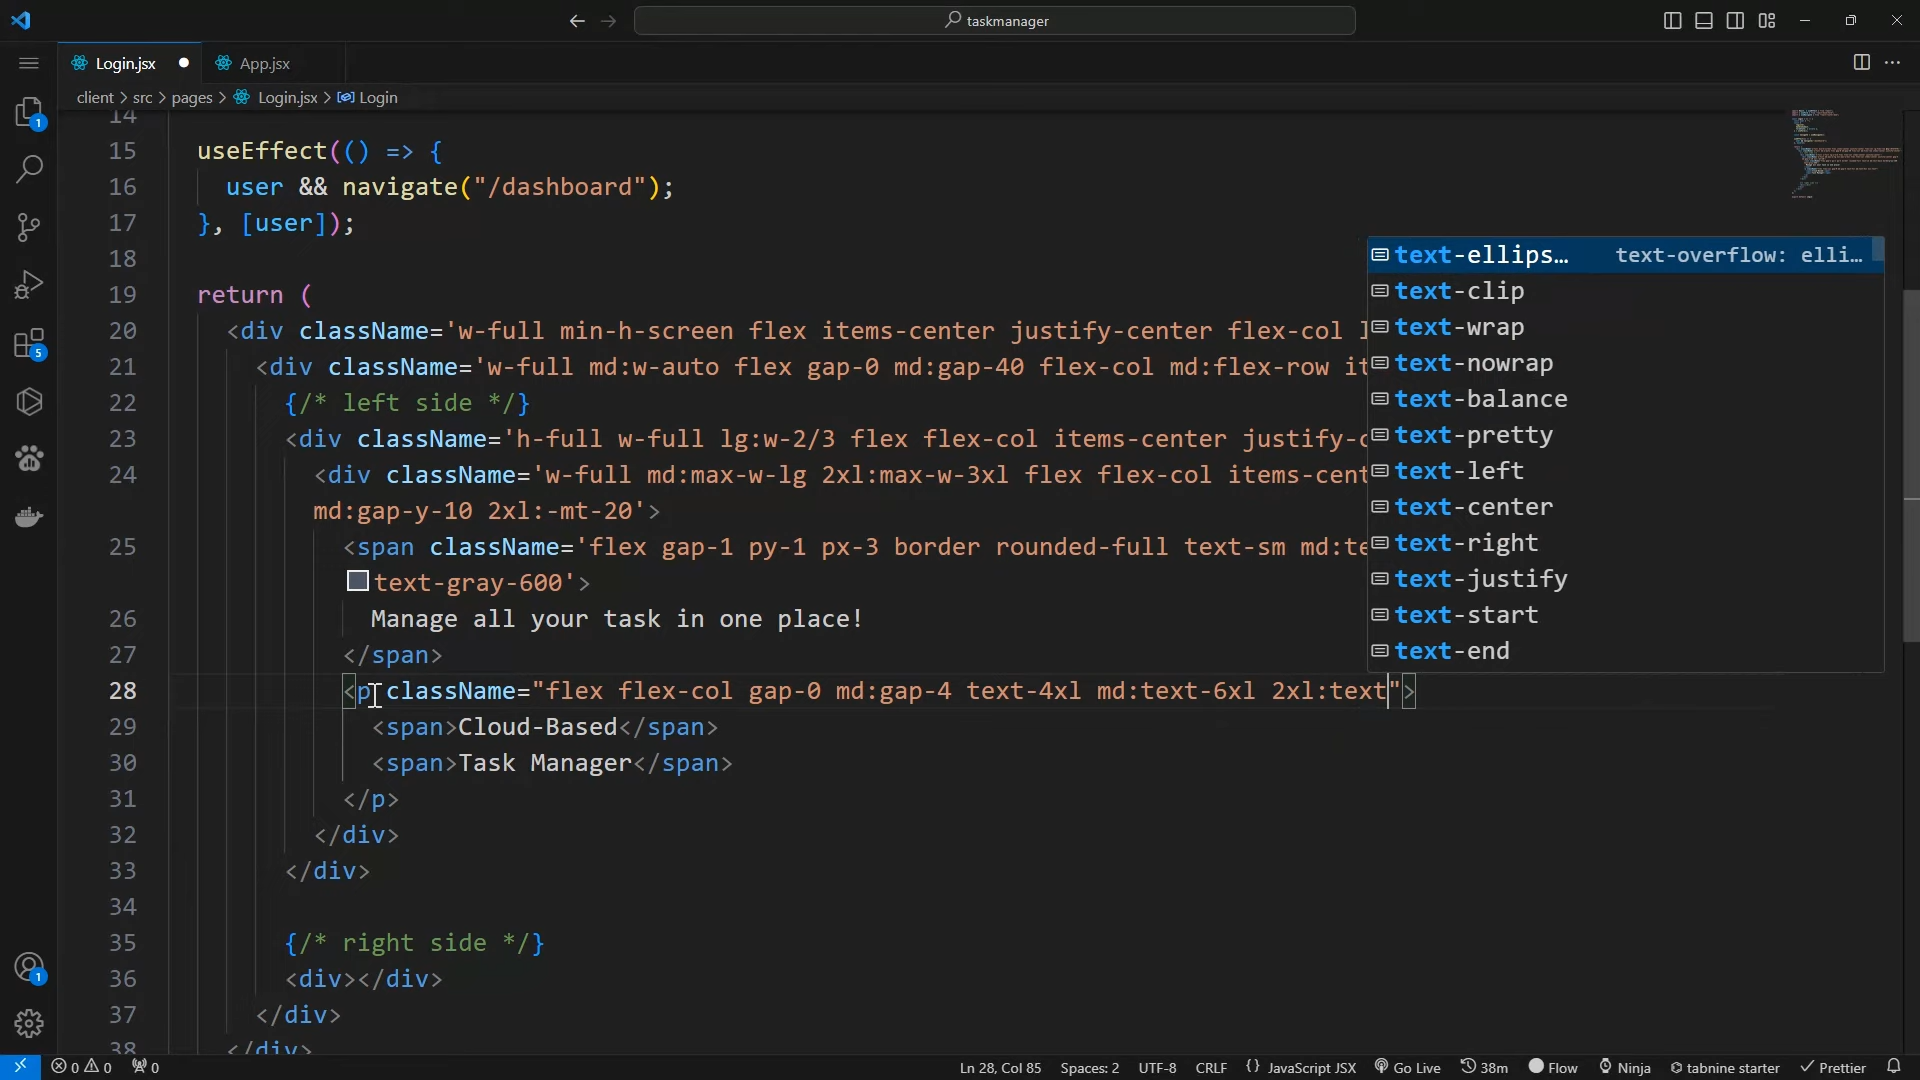 taskmanager
Login.jsx
App.jsx
client > src > pages > Login.jsx > Login
14
15 useEffect(() => {
16 user && navigate("/dashboard");
17 }, [user]);
18
19 return (
20 <div className='w-full min-h-screen flex items-center justify-center flex-col l
21 <div className='w-full md:w-auto flex gap-0 md:gap-40 flex-col md:flex-row it
22 {/* left side */}
23 <div className='h-full w-full lg:w-2/3 flex flex-col items-center justify-c
24 <div className='w-full md:max-w-lg 2xl:max-w-3xl flex flex-col items-cent
md:gap-y-10 2xl:-mt-20'>
25 <span className='flex gap-1 py-1 px-3 border rounded-full text-sm md:te
text-gray-600'>
26 Manage all your task in one place!
27 </span>
28 <p className="flex flex-col gap-0 md:gap-4 text-4xl md:text-6xl 2xl:text">
29 <span>Cloud-Based</span>
30 <span>Task Manager</span>
31 </p>
32 </div>
33 </div>
34
35 {/* right side */}
36 <div></div>
37 </div>
38 </div>
text-ellips… text-overflow: elli…
text-clip
text-wrap
text-nowrap
text-balance
text-pretty
text-left
text-center
text-right
text-justify
text-start
text-end
1
5
1
0 0 0
Ln 28, Col 85 Spaces: 2 UTF-8 CRLF {} JavaScript JSX Go Live 38m Flow Ninja tabnine starter Prettier